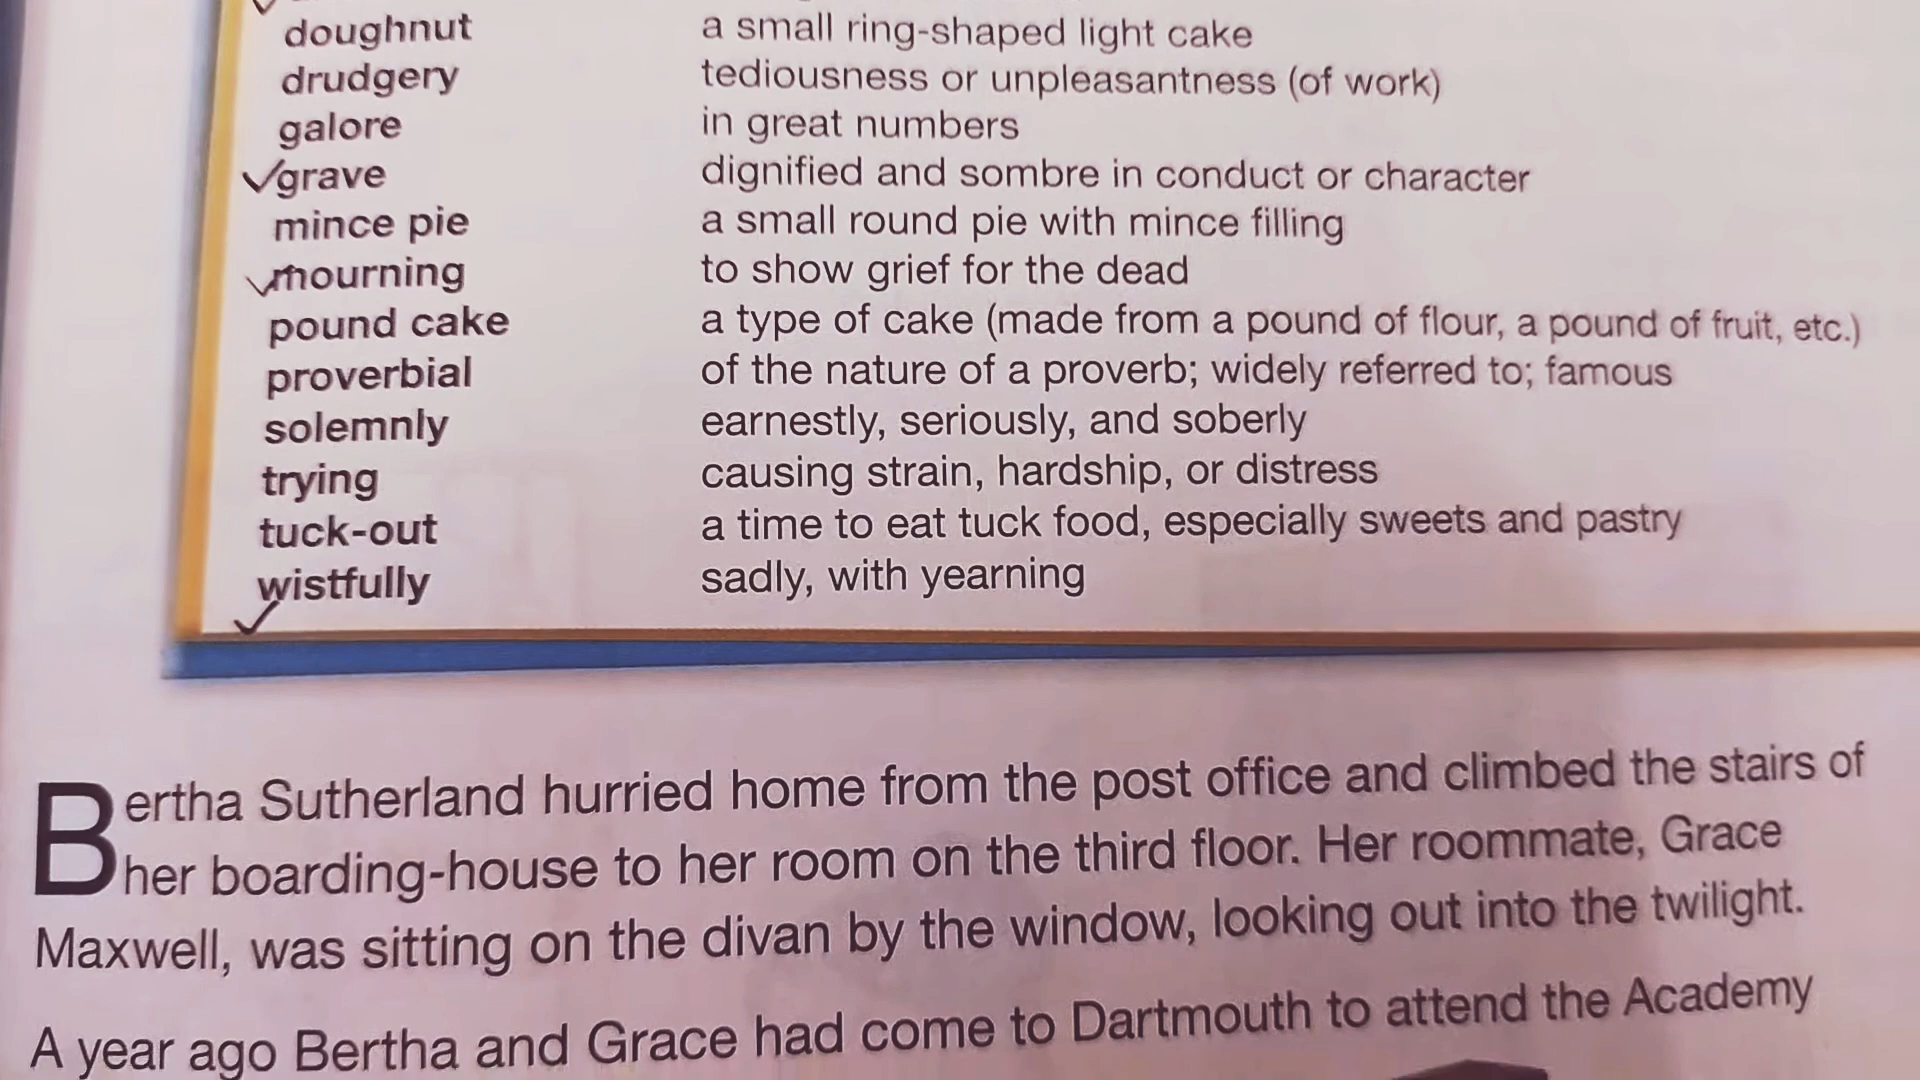 doughnut a small ring-shaped light cake
drudgery tediousness or unpleasantness (of work)
galore in great numbers
grave dignified and sombre in conduct or character
mince pie a small round pie with mince filling
mourning to show grief for the dead
pound cake a type of cake (made from a pound of flour, a pound of fruit, etc.)
proverbial of the nature of a proverb; widely referred to; famous
solemnly earnestly, seriously, and soberly
trying causing strain, hardship, or distress
tuck-out a time to eat tuck food, especially sweets and pastry
wistfully sadly, with yearning
Bertha Sutherland hurried home from the post office and climbed the stairs of
her boarding-house to her room on the third floor. Her roommate, Grace
Maxwell, was sitting on the divan by the window, looking out into the twilight.
A year ago Bertha and Grace had come to Dartmouth to attend the Academy